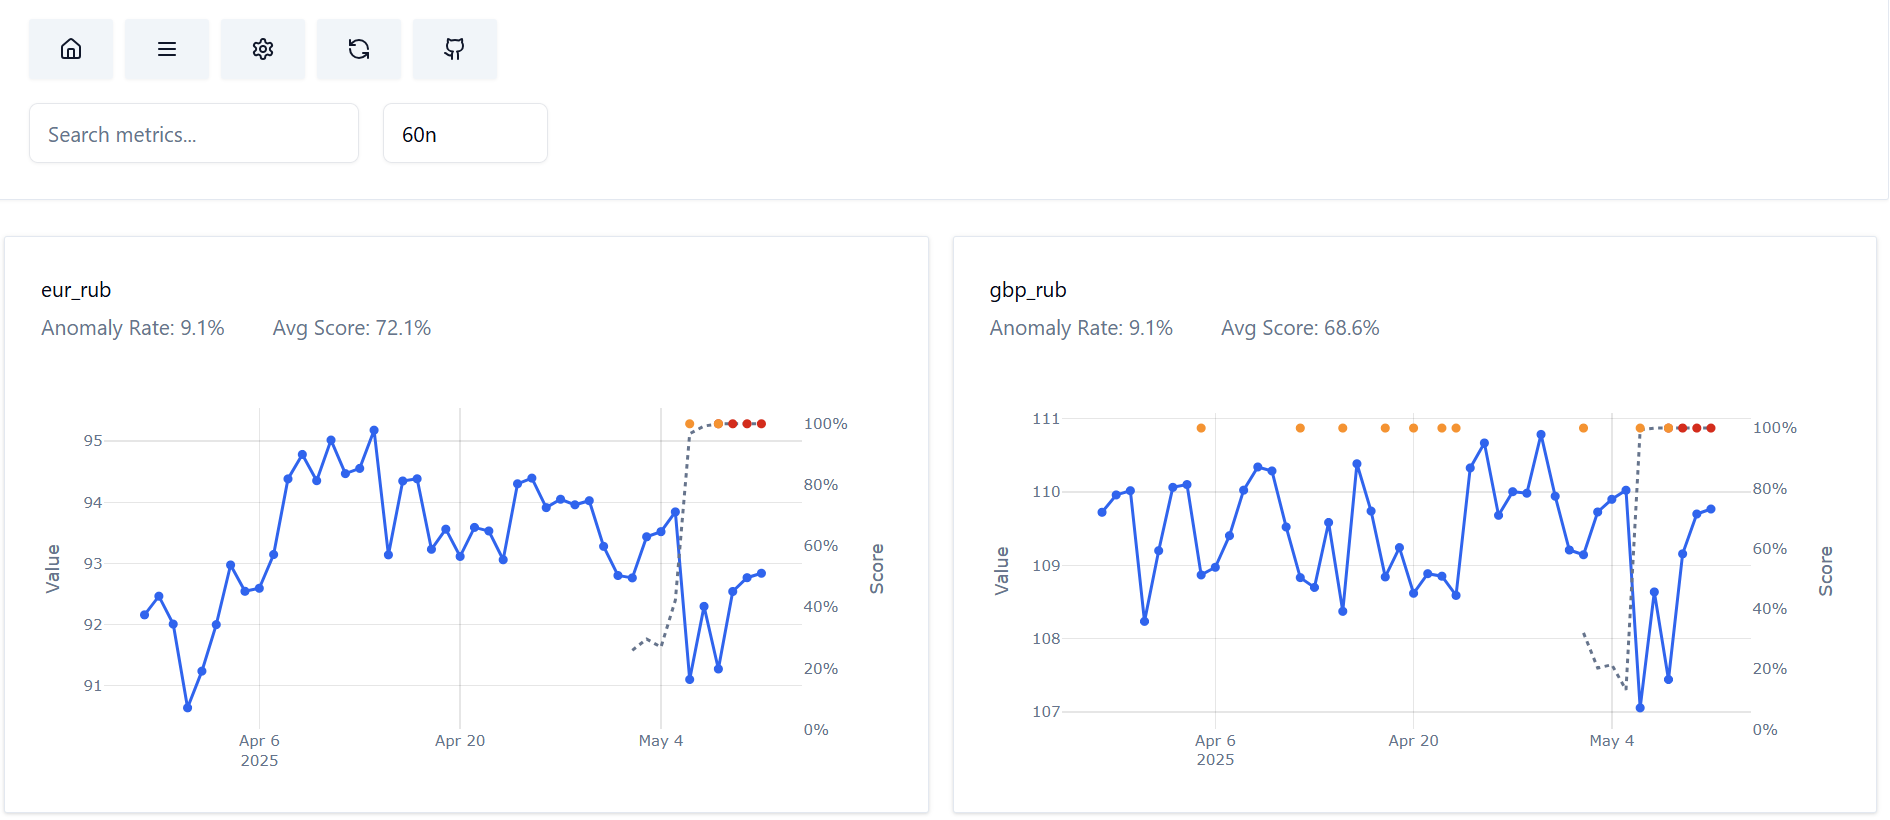 Search metrics...
60n
eur_rub
Anomaly Rate: 9.1% Avg Score: 72.1%
95
94
93
92
91
Value
100%
80%
60%
40%
20%
0%
Score
Apr 6
2025
Apr 20
May 4
gbp_rub
Anomaly Rate: 9.1% Avg Score: 68.6%
111
110
109
108
107
Value
100%
80%
60%
40%
20%
0%
Score
Apr 6
2025
Apr 20
May 4